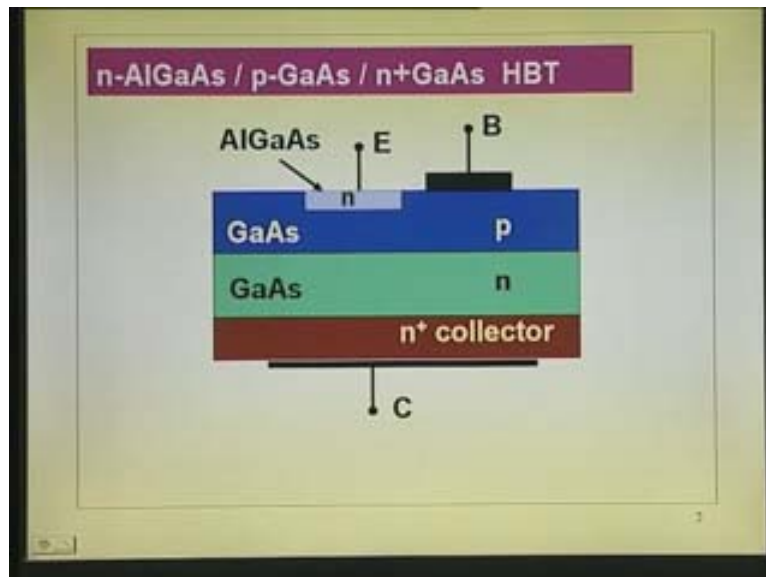 n-AlGaAs / p-GaAs / n+GaAs HBT
AlGaAs
E
B
n
GaAs
p
GaAs
n
n⁺ collector
C